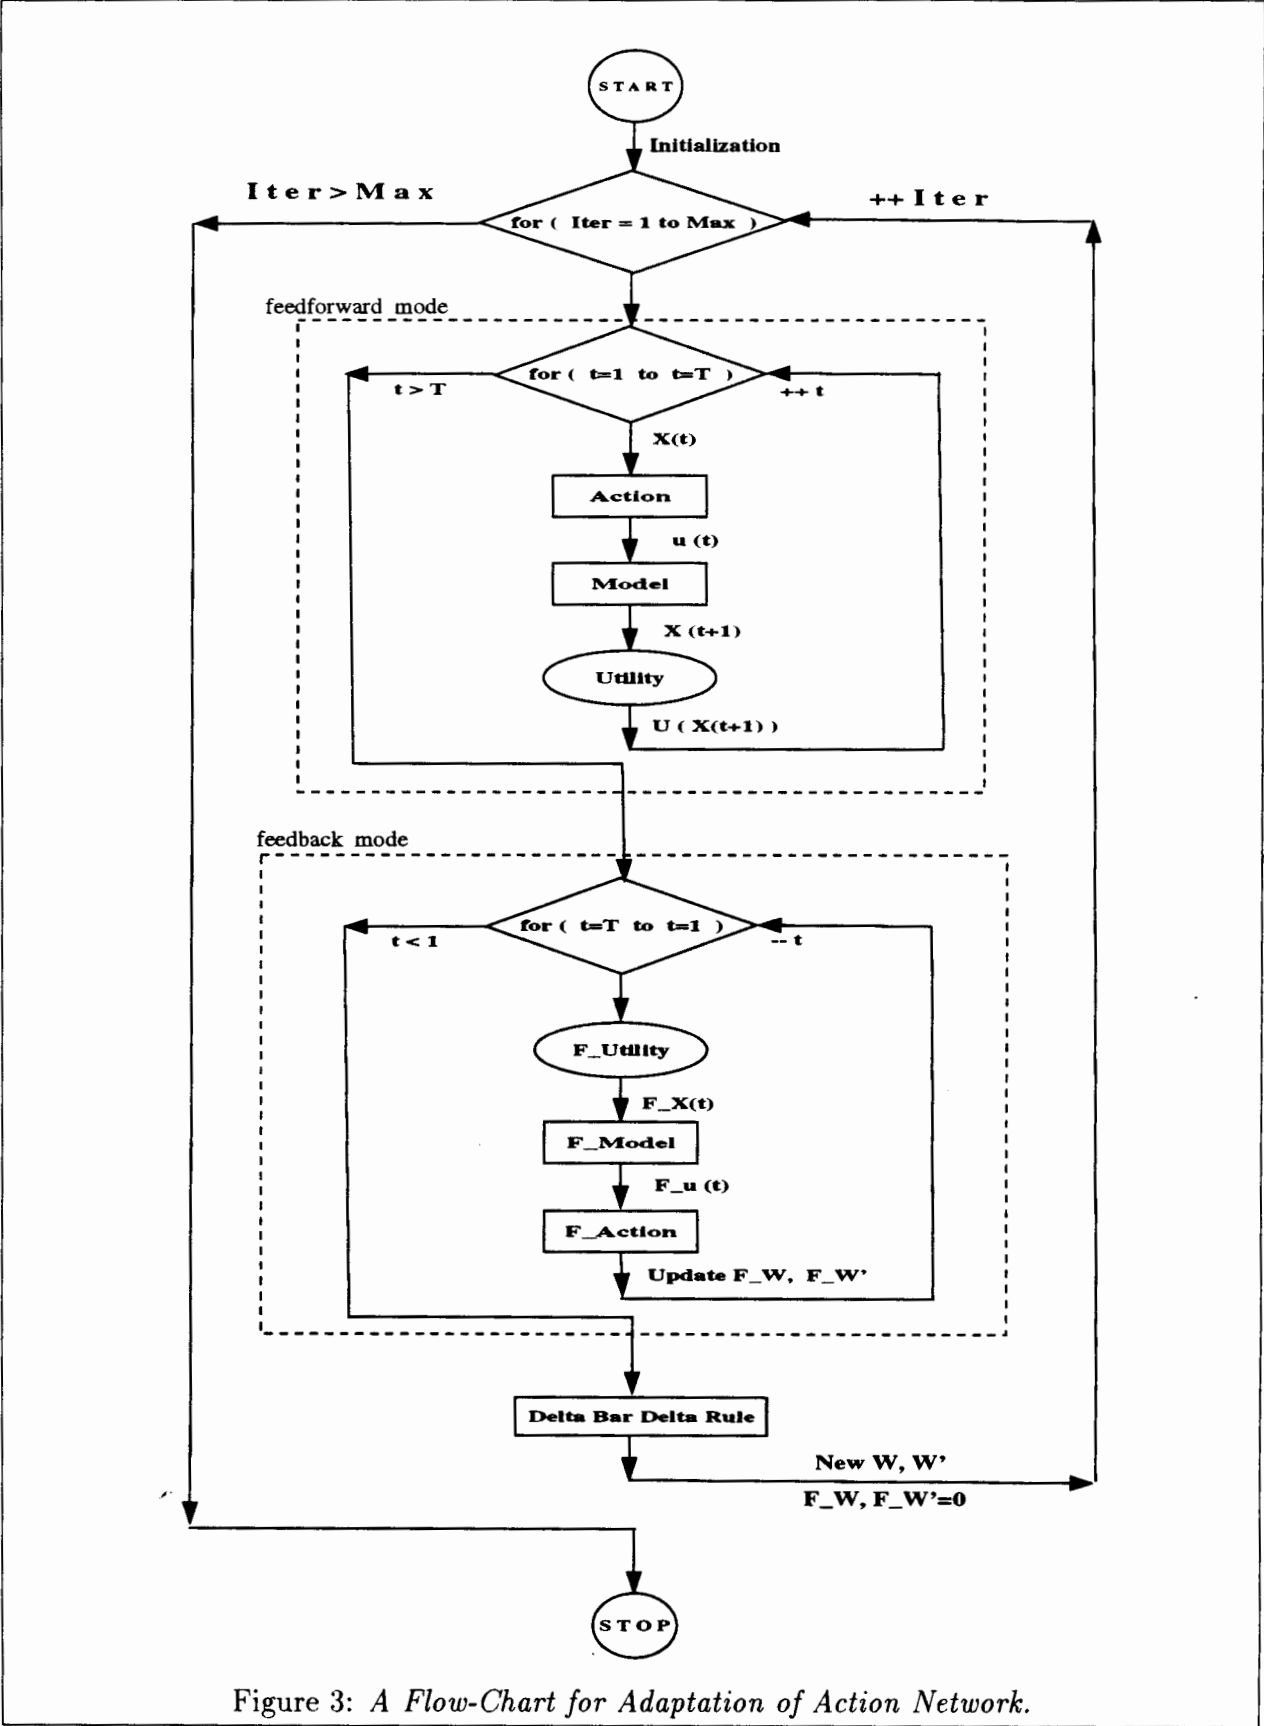 START
Initialization
Iter>Max
++Iter
for ( Iter = 1 to Max )
feedforward mode
for ( t=1 to t=T )
t > T
++ t
X(t)
Action
u (t)
Model
X (t+1)
Utility
U ( X(t+1) )
feedback mode
for ( t=T to t=1 )
t < 1
-- t
F_Utility
F_X(t)
F_Model
F_u (t)
F_Action
Update F_W, F_W'
Delta Bar Delta Rule
New W, W'
F_W, F_W'=0
STOP
Figure 3: A Flow-Chart for Adaptation of Action Network.